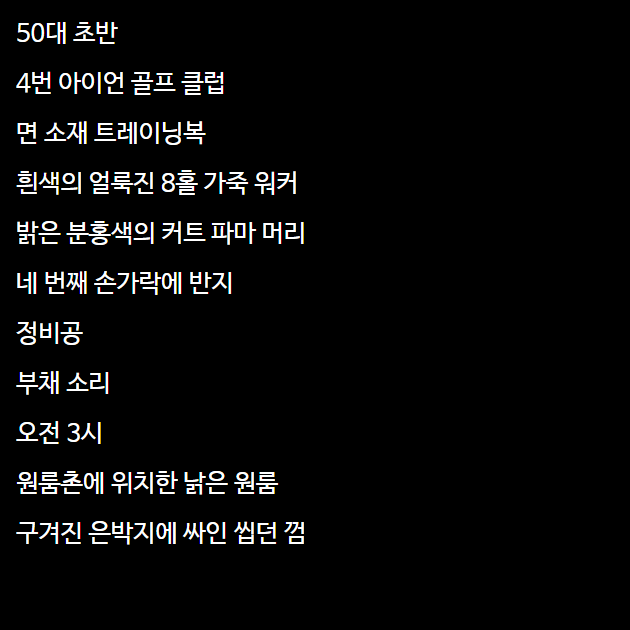 50대 초반
4번 아이언 골프 클럽
면 소재 트레이닝복
흰색의 얼룩진 8홀 가죽 워커
밝은 분홍색의 커트 파마 머리
네 번째 손가락에 반지
정비공
부채 소리
오전 3시
원룸촌에 위치한 낡은 원룸
구겨진 은박지에 싸인 씹던 껌